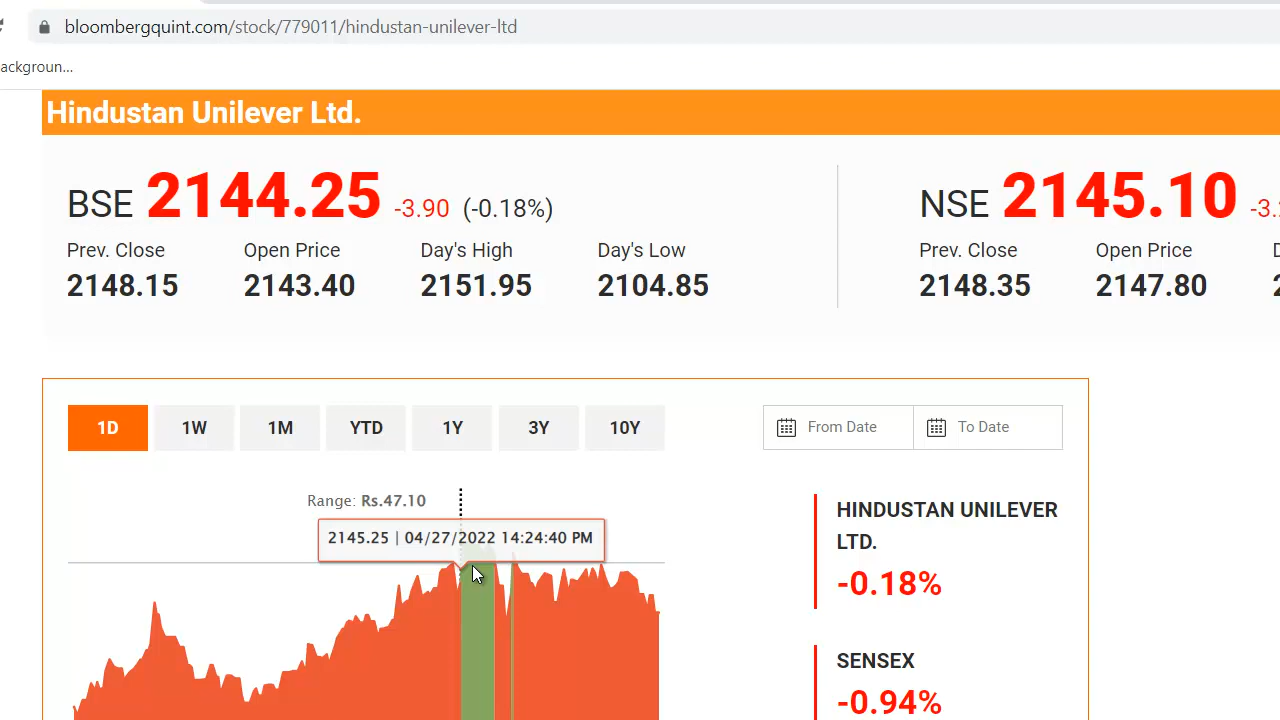 bloombergquint.com/stock/779011/hindustan-unilever-ltd
ackgroun...
Hindustan Unilever Ltd.
BSE 2144.25 -3.90 (-0.18%)
Prev. Close Open Price Day's High Day's Low
2148.15 2143.40 2151.95 2104.85
NSE 2145.10 -3.
Prev. Close Open Price
2148.35 2147.80
1D 1W 1M YTD 1Y 3Y 10Y
From Date To Date
Range: Rs.47.10
2145.25 | 04/27/2022 14:24:40 PM
HINDUSTAN UNILEVER
LTD.
-0.18%
SENSEX
-0.94%